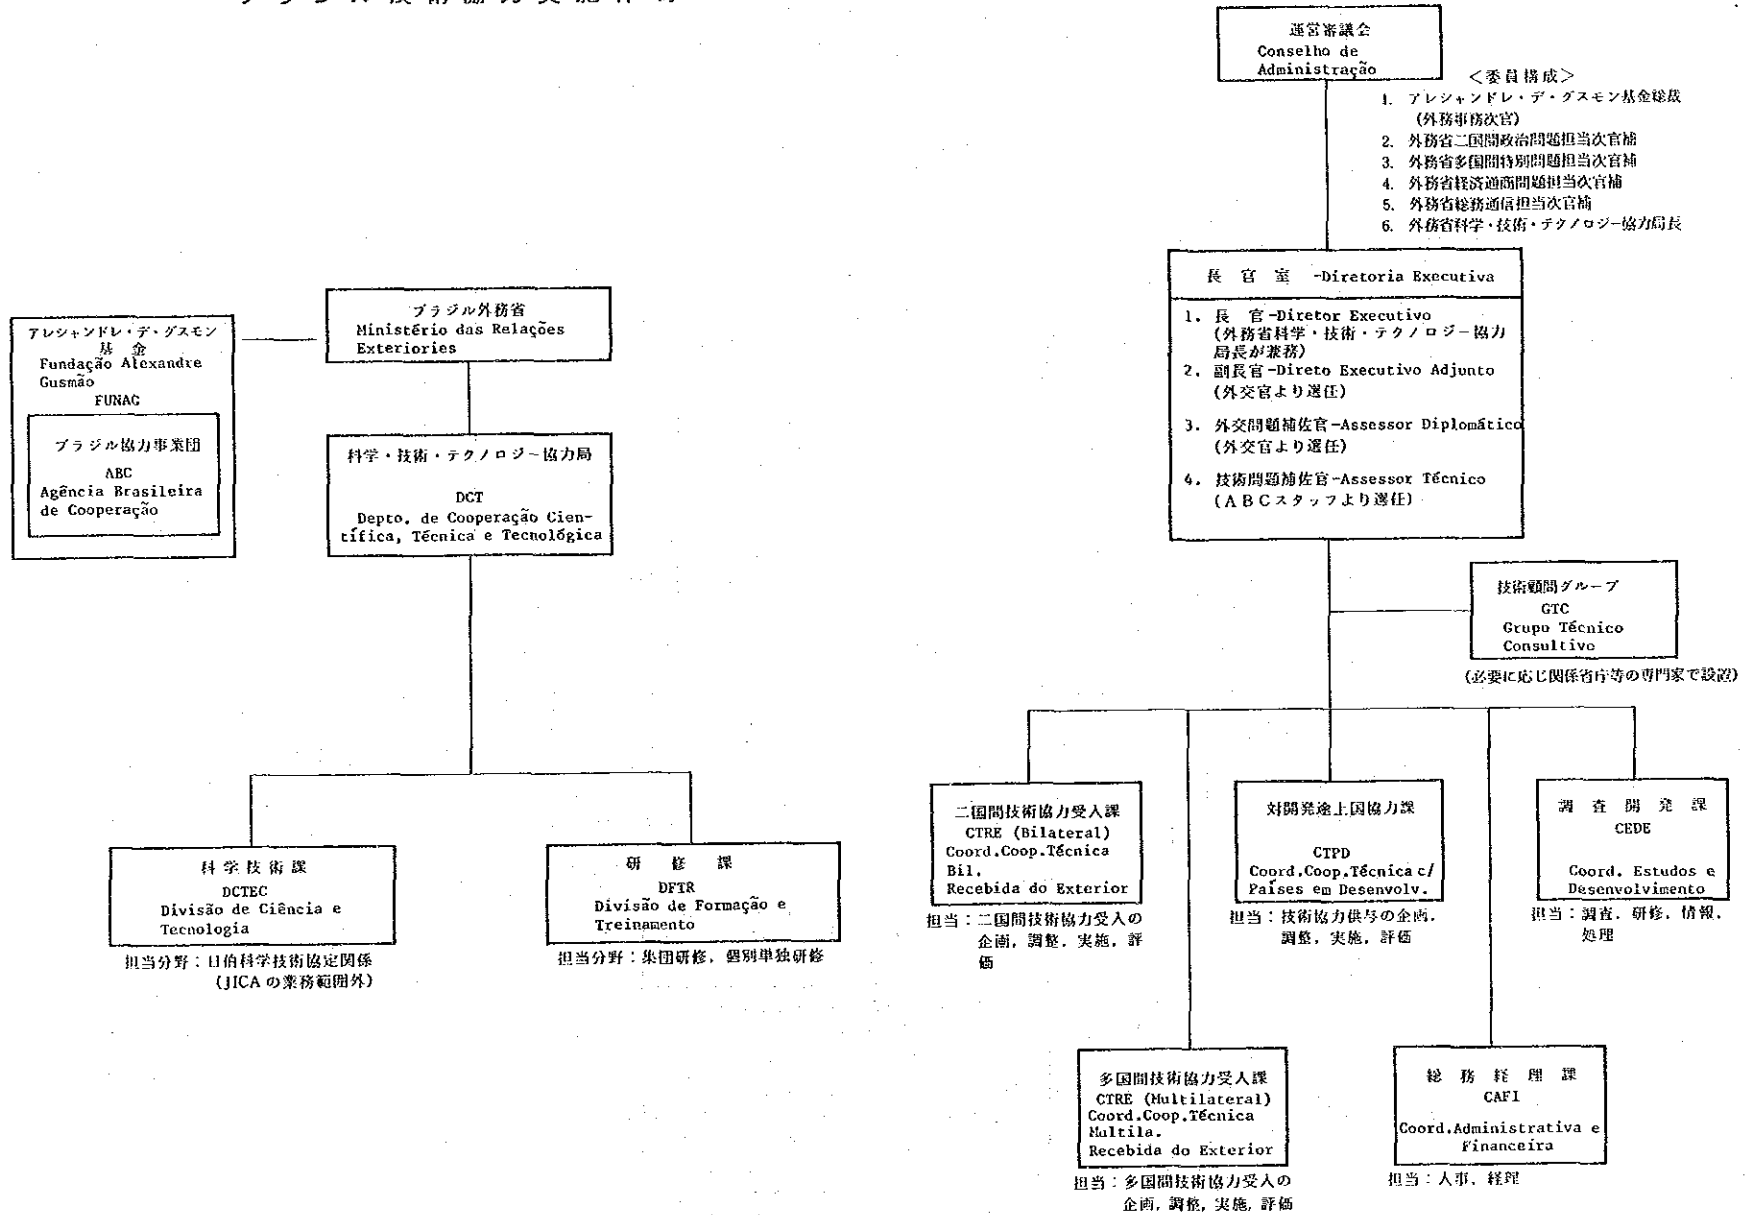 運営審議会
Conselho de
Administração
＜委員構成＞
1. アレシャンドレ・デ・グスモン基金総裁
(外務事務次官)
2. 外務省二国間政治問題担当次官補
3. 外務省多国間特別問題担当次官補
4. 外務省経済通商問題担当次官補
5. 外務省総務通信担当次官補
6. 外務省科学・技術・テクノロジー協力局長
長官室 -Diretoria Executiva
1. 長 官-Diretor Executivo
(外務省科学・技術・テクノロジー協力
局長が兼務)
2. 副長官-Direto Executivo Adjunto
(外交官より選任)
3. 外交問題補佐官-Assessor Diplomático
(外交官より選任)
4. 技術問題補佐官-Assessor Técnico
(ABCスタッフより選任)
アレシャンドレ・デ・グスモン
基 金
Fundação Alexandre
Gusmão
FUNAG
ブラジル協力事業団
ABC
Agência Brasileira
de Cooperação
ブラジル外務省
Ministério das Relações
Exteriories
科学・技術・テクノロジー協力局
DCT
Depto. de Cooperação Cien-
tífica, Técnica e Tecnológica
技術顧問グループ
GTC
Grupo Técnico
Consultivo
(必要に応じ関係省庁等の専門家で設置)
科学技術課
DCTEC
Divisão de Ciência e
Tecnologia
担当分野：日伯科学技術協定関係
(JICAの業務範囲外)
研 修 課
DFTR
Divisão de Formação e
Treinamento
担当分野：集団研修，個別単独研修
二国間技術協力受入課
CTRE (Bilateral)
Coord.Coop.Técnica
Bil.
Recebida do Exterior
担当：二国間技術協力受入の
企画，調整，実施，評
価
対開発途上国協力課
CTPD
Coord.Coop.Técnica c/
Países em Desenvolv.
担当：技術協力供与の企画，
調整，実施，評価
調 査 開 発 課
CEDE
Coord. Estudos e
Desenvolvimento
担当：調査，研修，情報，
処理
多国間技術協力受入課
CTRE (Multilateral)
Coord.Coop.Técnica
Multila.
Recebida do Exterior
担当：多国間技術協力受入の
企画，調整，実施，評価
総 務 経 理 課
CAFI
Coord.Administrativa e
Financeira
担当：人事，経理